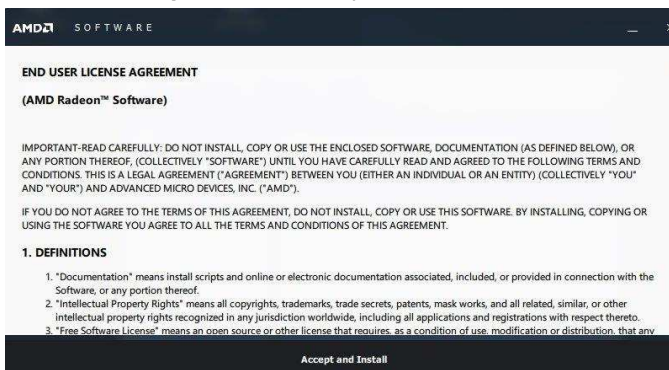 AMD SOFTWARE
END USER LICENSE AGREEMENT
(AMD Radeon™ Software)
IMPORTANT-READ CAREFULLY: DO NOT INSTALL, COPY OR USE THE ENCLOSED SOFTWARE, DOCUMENTATION (AS DEFINED BELOW), OR
ANY PORTION THEREOF, (COLLECTIVELY "SOFTWARE") UNTIL YOU HAVE CAREFULLY READ AND AGREED TO THE FOLLOWING TERMS AND
CONDITIONS. THIS IS A LEGAL AGREEMENT ("AGREEMENT") BETWEEN YOU (EITHER AN INDIVIDUAL OR AN ENTITY) (COLLECTIVELY "YOU"
AND "YOUR") AND ADVANCED MICRO DEVICES, INC. ("AMD").
IF YOU DO NOT AGREE TO THE TERMS OF THIS AGREEMENT, DO NOT INSTALL, COPY OR USE THIS SOFTWARE. BY INSTALLING, COPYING OR
USING THE SOFTWARE YOU AGREE TO ALL THE TERMS AND CONDITIONS OF THIS AGREEMENT.
1. DEFINITIONS
1. "Documentation" means install scripts and online or electronic documentation associated, included, or provided in connection with the
Software, or any portion thereof.
2. "Intellectual Property Rights" means all copyrights, trademarks, trade secrets, patents, mask works, and all related, similar, or other
intellectual property rights recognized in any jurisdiction worldwide, including all applications and registrations with respect thereto.
3. "Free Software License" means an open source or other license that requires, as a condition of use, modification or distribution, that any
Accept and Install